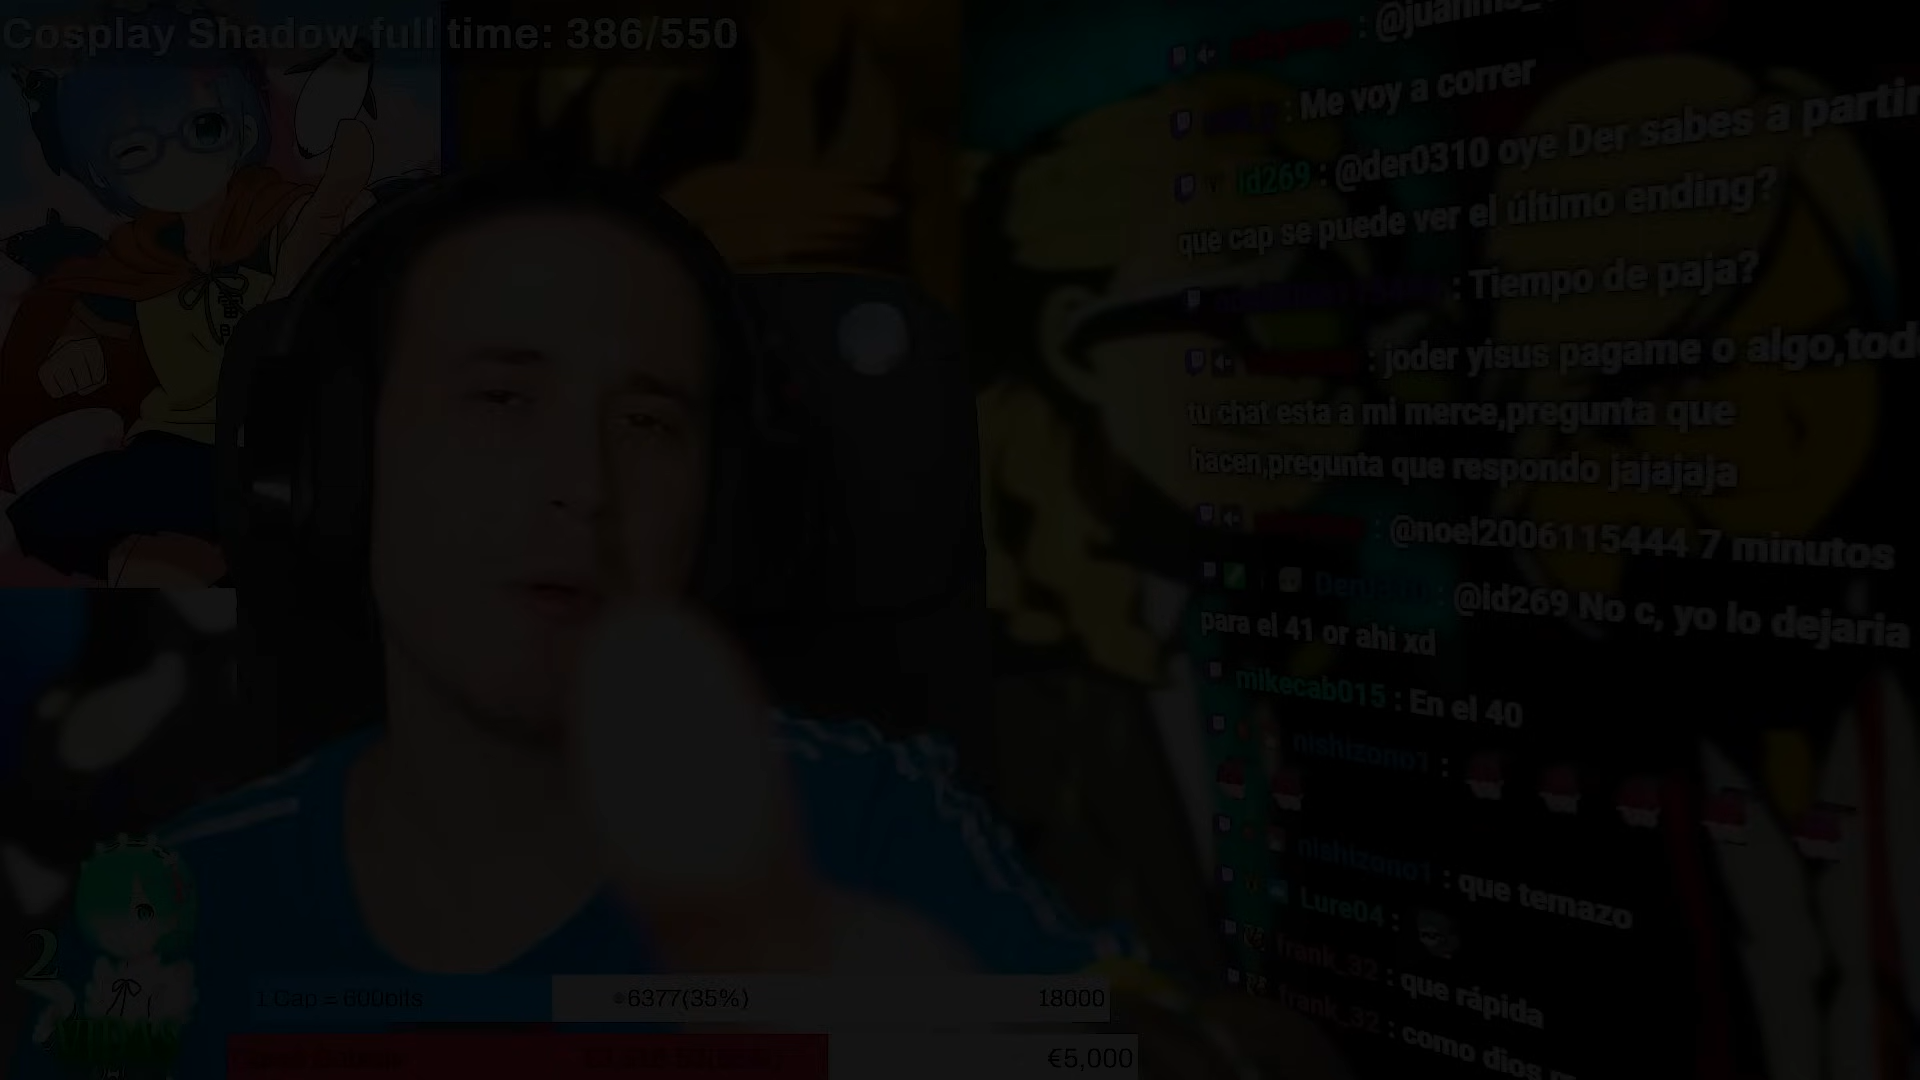 Cosplay Shadow full time: 386/550
: @juanms_
: Me voy a correr
id269 : @der0310 oye Der sabes a partir
que cap se puede ver el último ending?
: Tiempo de paja?
: joder yisus pagame o algo,tod
tu chat esta a mi merce,pregunta que
hacen,pregunta que respondo jajajaja
: @noel2006115444 7 minutos
: @id269 No c, yo lo dejaria
para el 41 or ahi xd
mikecab015 : En el 40
nishizono1 :
nishizono1 : que temazo
Lure04 :
frank_32 : que rápida
frank_32 : como dios
2
VIDAS
1 Cap = 600bits 6377(35%) 18000
€5,000